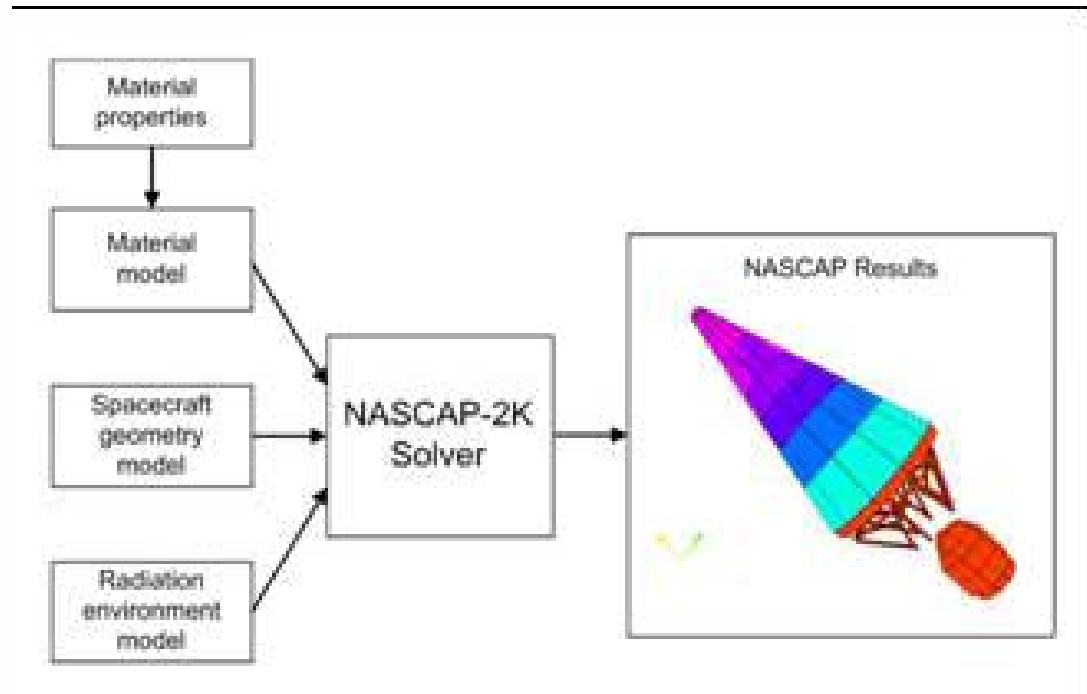 Material
properties
Material
model
Spacecraft
geometry
model
Radiation
environment
model
NASCAP-2K
Solver
NASCAP Results